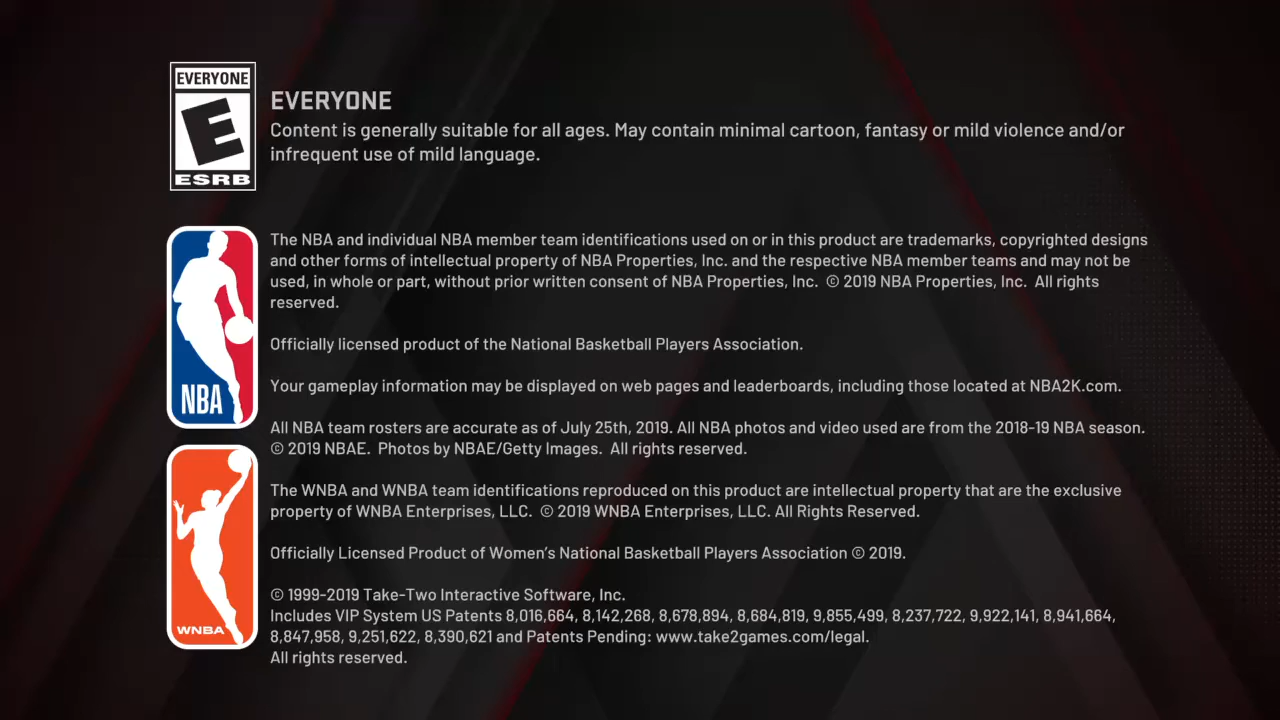 EVERYONE
E
ESRB
EVERYONE
Content is generally suitable for all ages. May contain minimal cartoon, fantasy or mild violence and/or
infrequent use of mild language.
NBA
The NBA and individual NBA member team identifications used on or in this product are trademarks, copyrighted designs
and other forms of intellectual property of NBA Properties, Inc. and the respective NBA member teams and may not be
used, in whole or part, without prior written consent of NBA Properties, Inc. © 2019 NBA Properties, Inc. All rights
reserved.
Officially licensed product of the National Basketball Players Association.
Your gameplay information may be displayed on web pages and leaderboards, including those located at NBA2K.com.
All NBA team rosters are accurate as of July 25th, 2019. All NBA photos and video used are from the 2018-19 NBA season.
© 2019 NBAE. Photos by NBAE/Getty Images. All rights reserved.
WNBA
The WNBA and WNBA team identifications reproduced on this product are intellectual property that are the exclusive
property of WNBA Enterprises, LLC. © 2019 WNBA Enterprises, LLC. All Rights Reserved.
Officially Licensed Product of Women's National Basketball Players Association © 2019.
© 1999-2019 Take-Two Interactive Software, Inc.
Includes VIP System US Patents 8,016,664, 8,142,268, 8,678,894, 8,684,819, 9,855,499, 8,237,722, 9,922,141, 8,941,664,
8,847,958, 9,251,622, 8,390,621 and Patents Pending: www.take2games.com/legal.
All rights reserved.